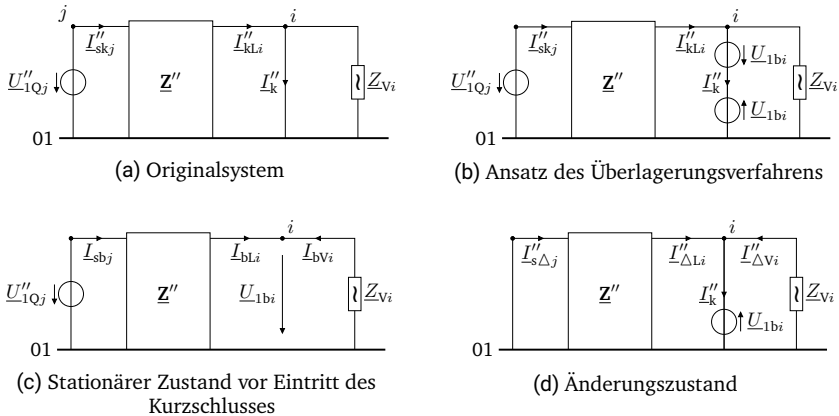 j
i
I''skj
I''kLi
U''1Qj
Z''
I''k
ZVi
01
(a) Originalsystem
i
I''skj
I''kLi
U1bi
U''1Qj
Z''
I''k
ZVi
U1bi
01
(b) Ansatz des Überlagerungsverfahrens
i
Isbj
IbLi
IbVi
U''1Qj
Z''
U1bi
ZVi
01
(c) Stationärer Zustand vor Eintritt des
Kurzschlusses
i
I''s△j
I''△Li
I''△Vi
Z''
I''k
ZVi
U1bi
01
(d) Änderungszustand